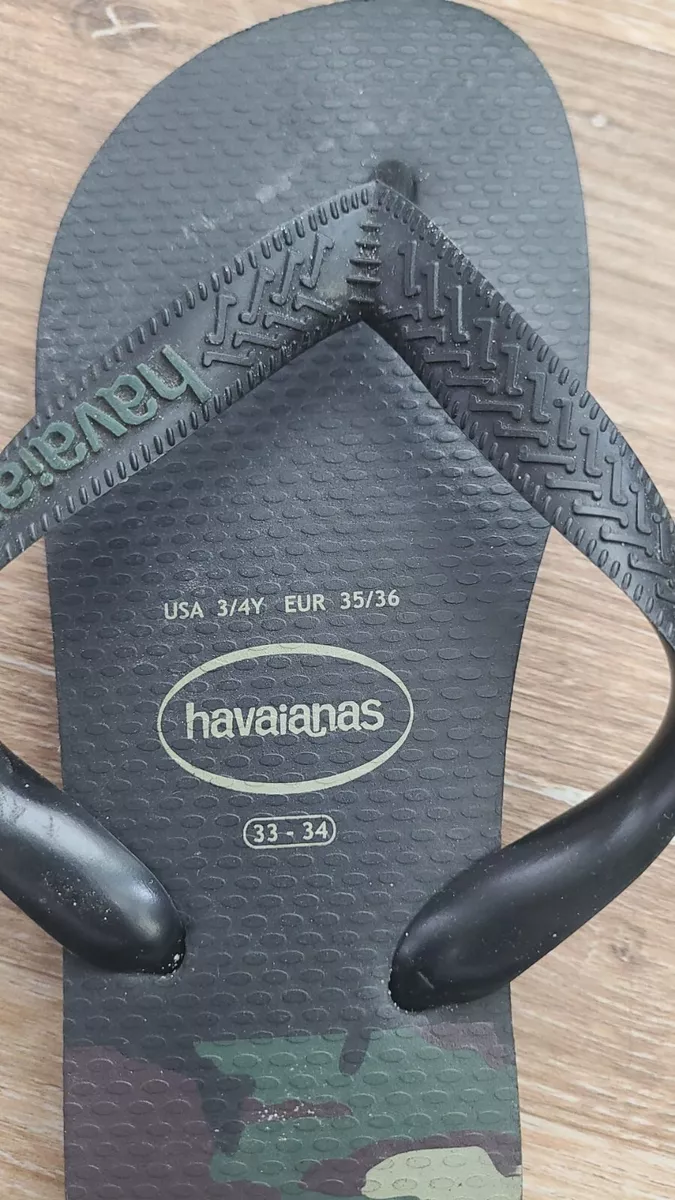 havaia
USA 3/4Y EUR 35/36
havaianas
33 - 34